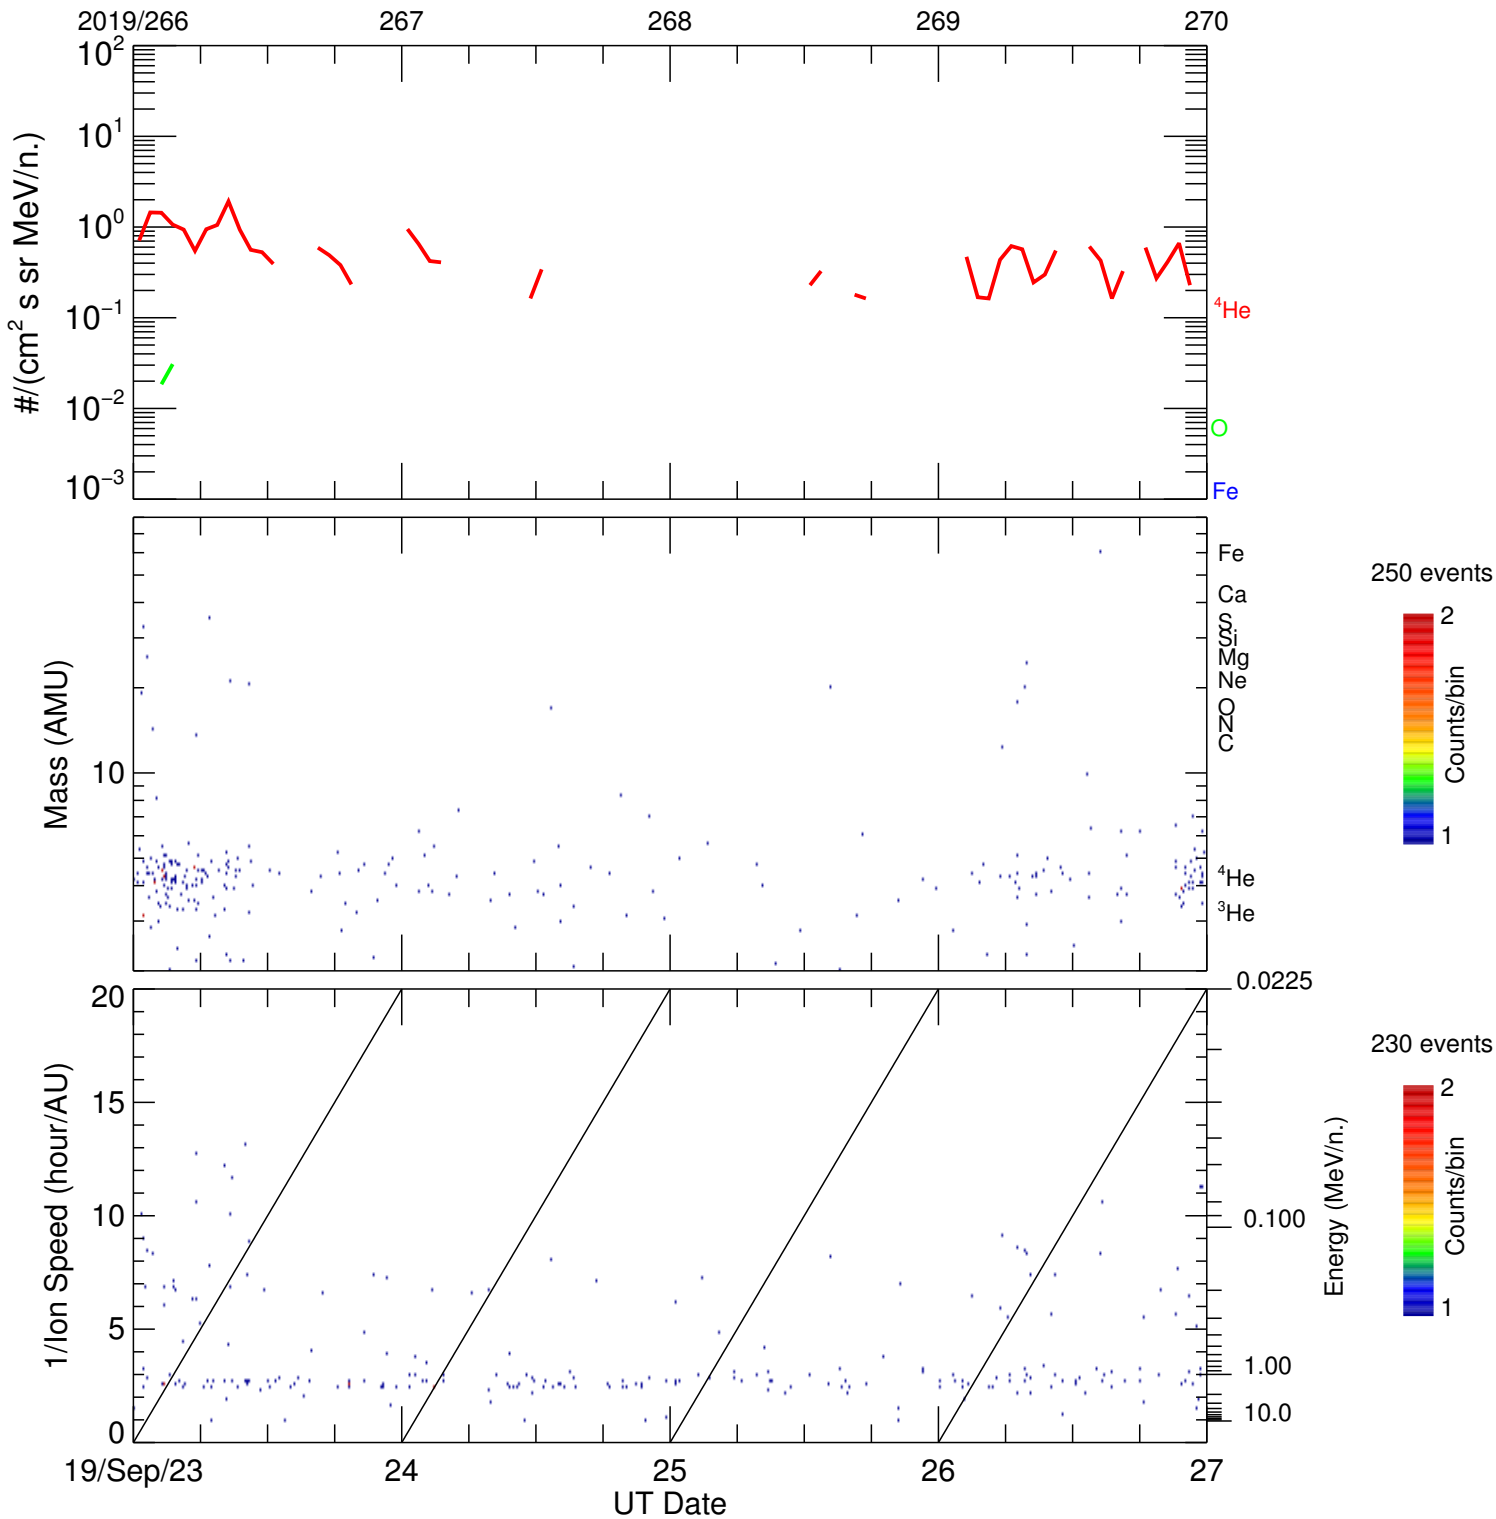 2019/266 267 268 269 270
10² 10¹ 10⁰ 10⁻¹ 10⁻² 10⁻³
#/(cm² s sr MeV/n.)
⁴He
O
Fe
Mass (AMU)
10
Fe
Ca
S
Si
Mg
Ne
O
N
C
⁴He
³He
250 events
2
Counts/bin
1
1/Ion Speed (hour/AU)
20
15
10
5
0
0.0225
0.100
1.00
10.0
Energy (MeV/n.)
230 events
2
Counts/bin
1
19/Sep/23 24 25 26 27
UT Date